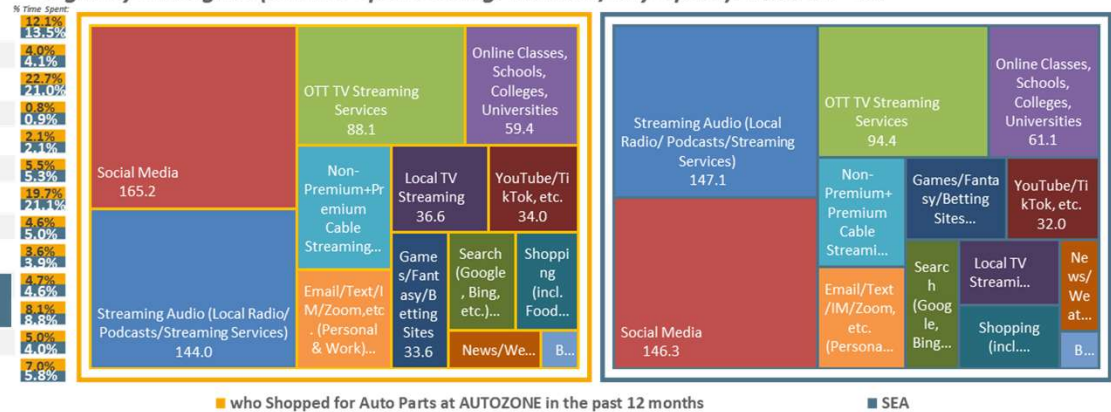 % Time Spent:
12.1%
13.5%
4.0%
4.1%
22.7%
21.0%
0.8%
0.9%
2.1%
2.1%
5.5%
5.3%
19.7%
21.1%
4.6%
5.0%
3.6%
3.9%
4.7%
4.6%
8.1%
8.8%
5.0%
4.0%
7.0%
5.8%
Social Media
165.2
Streaming Audio (Local Radio/
Podcasts/Streaming Services)
144.0
OTT TV Streaming
Services
88.1
Online Classes,
Schools,
Colleges,
Universities
59.4
Non-
Premium+Pr
emium
Cable
Streaming...
Local TV
Streaming
36.6
YouTube/Ti
kTok, etc.
34.0
Email/Text/I
M/Zoom,etc
. (Personal
& Work)...
Game
s/Fant
asy/B
etting
Sites
33.6
Search
(Google
, Bing,
etc.)...
Shoppi
ng
(incl.
Food...
News/We...
B...
Streaming Audio (Local
Radio/ Podcasts/Streaming
Services)
147.1
Social Media
146.3
OTT TV Streaming
Services
94.4
Online Classes,
Schools,
Colleges,
Universities
61.1
Non-
Premium+
Premium
Cable
Streami...
Games/Fanta
sy/Betting
Sites...
YouTube/Ti
kTok, etc.
32.0
Email/Text
/IM/Zoom,
etc.
(Persona...
Searc
h
(Goog
le,
Bing...
Local TV
Streami...
Ne
ws/
We
at...
Shopping
(incl....
B...
who Shopped for Auto Parts at AUTOZONE in the past 12 months
SEA